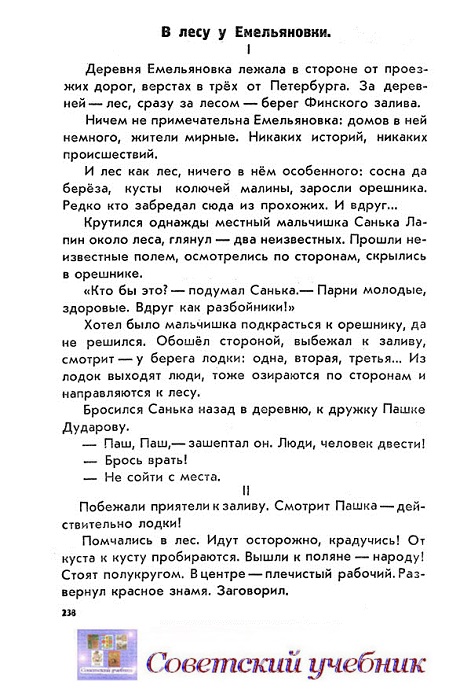 В лесу у Емельяновки.
I
Деревня Емельяновка лежала в стороне от проез-
жих дорог, верстах в трёх от Петербурга. За дерев-
ней — лес, сразу за лесом — берег Финского залива.
Ничем не примечательна Емельяновка: домов в ней
немного, жители мирные. Никаких историй, никаких
происшествий.
И лес как лес, ничего в нём особенного: сосна да
берёза, кусты колючей малины, заросли орешника.
Редко кто забредал сюда из прохожих. И вдруг...
Крутился однажды местный мальчишка Санька Ла-
пин около леса, глянул — два неизвестных. Прошли не-
известные полем, осмотрелись по сторонам, скрылись
в орешнике.
«Кто бы это? — подумал Санька.— Парни молодые,
здоровые. Вдруг как разбойники!»
Хотел было мальчишка подкрасться к орешнику, да
не решился. Обошёл стороной, выбежал к заливу,
смотрит — у берега лодки: одна, вторая, третья... Из
лодок выходят люди, тоже озираются по сторонам и
направляются к лесу.
Бросился Санька назад в деревню, к дружку Пашке
Дударову.
— Паш, Паш,— зашептал он. Люди, человек двести!
— Брось врать!
— Не сойти с места.
II
Побежали приятели к заливу. Смотрит Пашка — дей-
ствительно лодки!
Помчались в лес. Идут осторожно, крадучись! От
куста к кусту пробираются. Вышли к поляне — народу!
Стоят полукругом. В центре — плечистый рабочий. Раз-
вернул красное знамя. Заговорил.
238
Советский учебник